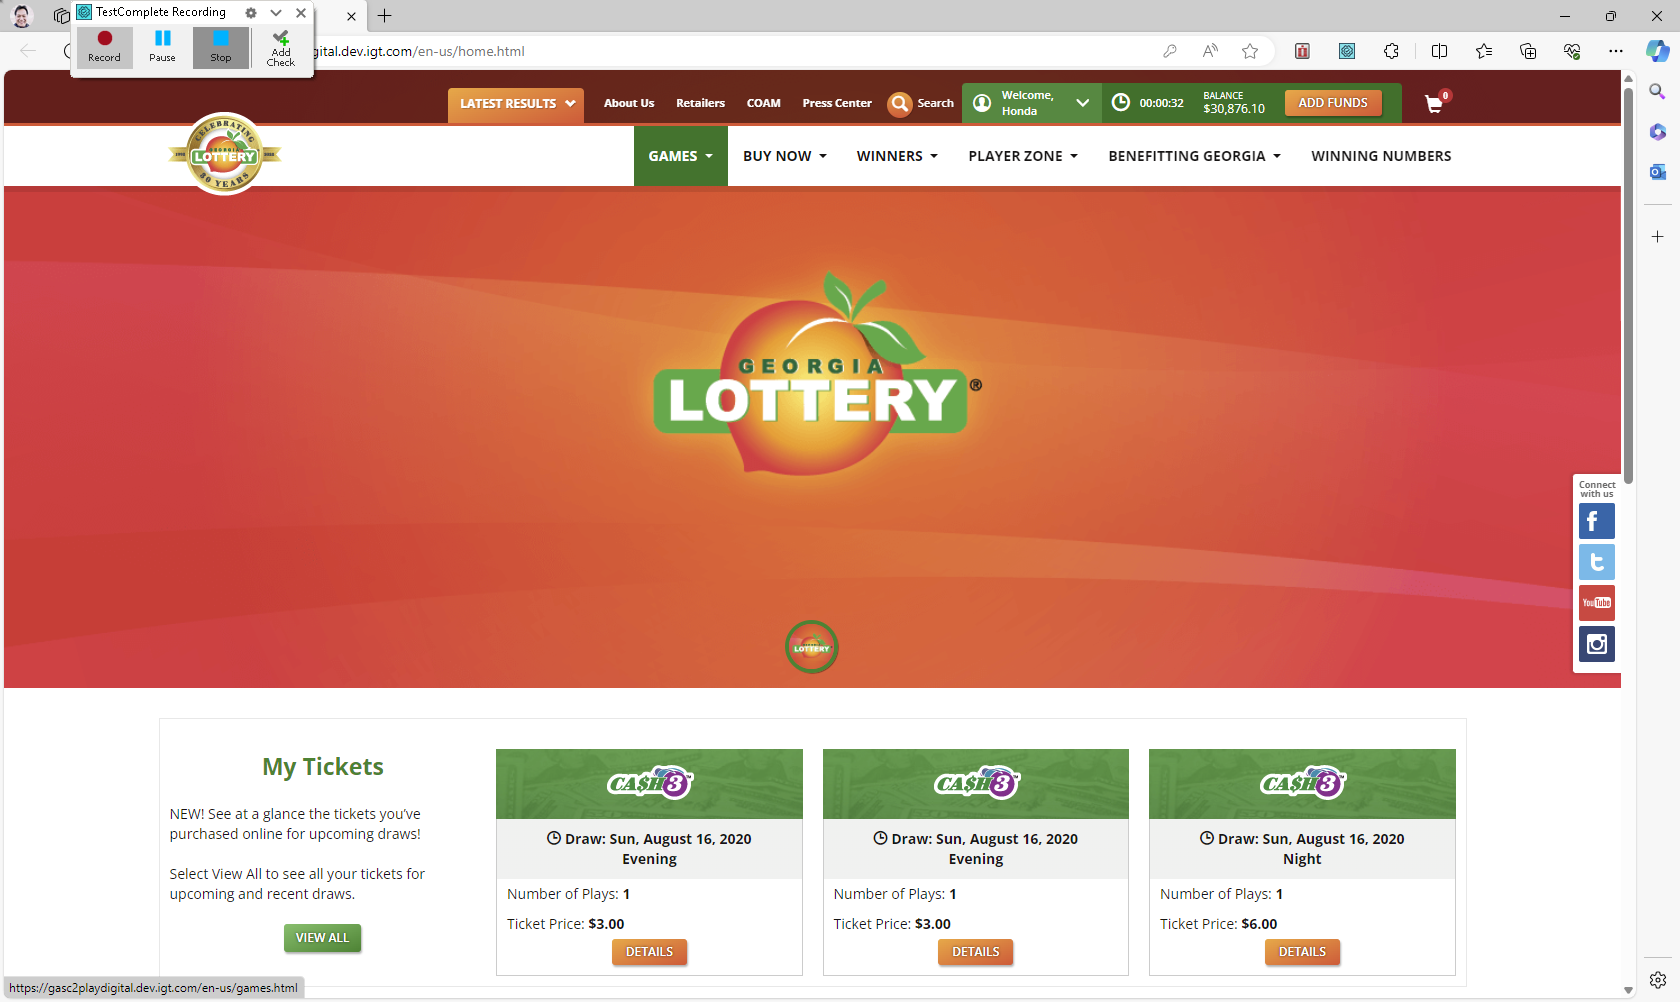 TestComplete Recording
Record
Pause
Stop
Add
Check
gital.dev.igt.com/en-us/home.html
LATEST RESULTS
About Us
Retailers
COAM
Press Center
Search
Welcome,
Honda
00:00:32
BALANCE
$30,876.10
ADD FUNDS
0
CELEBRATING
GEORGIA
LOTTERY
30 YEARS
GAMES
BUY NOW
WINNERS
PLAYER ZONE
BENEFITTING GEORGIA
WINNING NUMBERS
GEORGIA
LOTTERY®
LOTTERY
Connect
with us
f
t
YouTube
My Tickets
NEW! See at a glance the tickets you've
purchased online for upcoming draws!
Select View All to see all your tickets for
upcoming and recent draws.
VIEW ALL
CA$H 3™
Draw: Sun, August 16, 2020
Evening
Number of Plays: 1
Ticket Price: $3.00
DETAILS
CA$H 3™
Draw: Sun, August 16, 2020
Evening
Number of Plays: 1
Ticket Price: $3.00
DETAILS
CA$H 3™
Draw: Sun, August 16, 2020
Night
Number of Plays: 1
Ticket Price: $6.00
DETAILS
https://gasc2playdigital.dev.igt.com/en-us/games.html